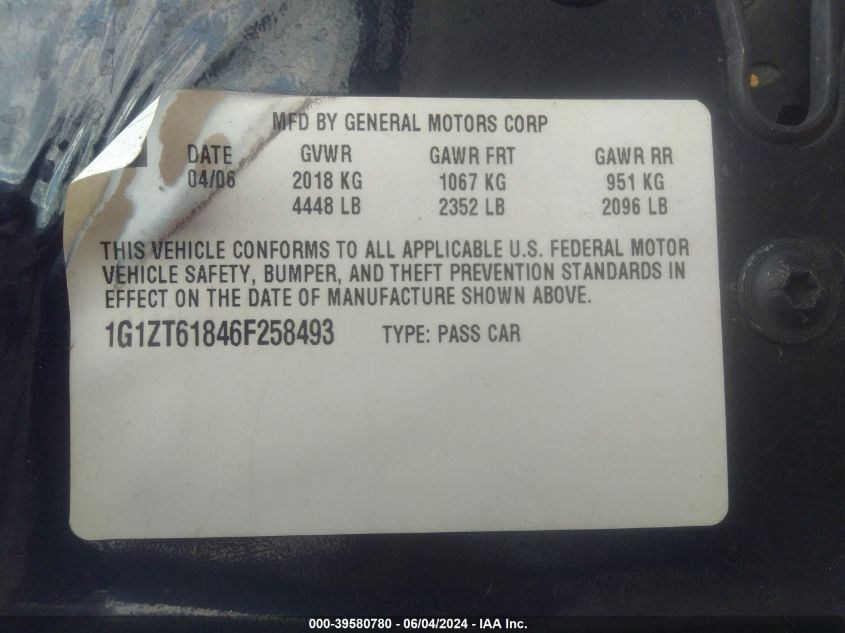 MFD BY GENERAL MOTORS CORP
DATE GVWR GAWR FRT GAWR RR
04/06 2018 KG 1067 KG 951 KG
4448 LB 2352 LB 2096 LB
THIS VEHICLE CONFORMS TO ALL APPLICABLE U.S. FEDERAL MOTOR
VEHICLE SAFETY, BUMPER, AND THEFT PREVENTION STANDARDS IN
EFFECT ON THE DATE OF MANUFACTURE SHOWN ABOVE.
1G1ZT61846F258493 TYPE: PASS CAR
000-39580780 - 06/04/2024 - IAA Inc.